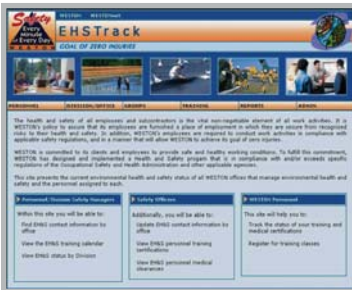 Safety
Every
Minute
of
Every Day
WESTON
EHSTrack
GOAL OF ZERO INJURIES
PERSONNEL DIVISION/OFFICE GROUPS TRAINING REPORTS ADMIN
The health and safety of all employees and subcontractors is the vital non-negotiable element of all work activities. It is
WESTON's policy to assure that its employees are furnished a place of employment in which they are secure from recognized
risks to their health and safety. In addition, WESTON's employees are required to conduct work activities in compliance with
applicable safety regulations, and in a manner that will allow WESTON to achieve its goal of zero injuries.
WESTON is committed to its clients and employees to provide safe and healthy working conditions. To fulfill this commitment,
WESTON has designed and implemented a Health and Safety program that is in compliance with and/or exceeds specific
regulations of the Occupational Safety and Health Administration and other applicable agencies.
This site presents the current environmental health and safety status of all WESTON offices that manage environmental health and
safety and the personnel assigned to each.
Personnel/Division Safety Managers
Within this site you will be able to:
Find EH&S contact information by
office
View the EH&S training calendar
View EH&S status by Division
Safety Officers
Additionally, you will be able to:
Update EH&S contact information by
office
View EH&S personnel training
certifications
View EH&S personnel medical
clearances
WESTON Personnel
This site will help you to:
Track the status of your training and
medical certifications
Register for training classes